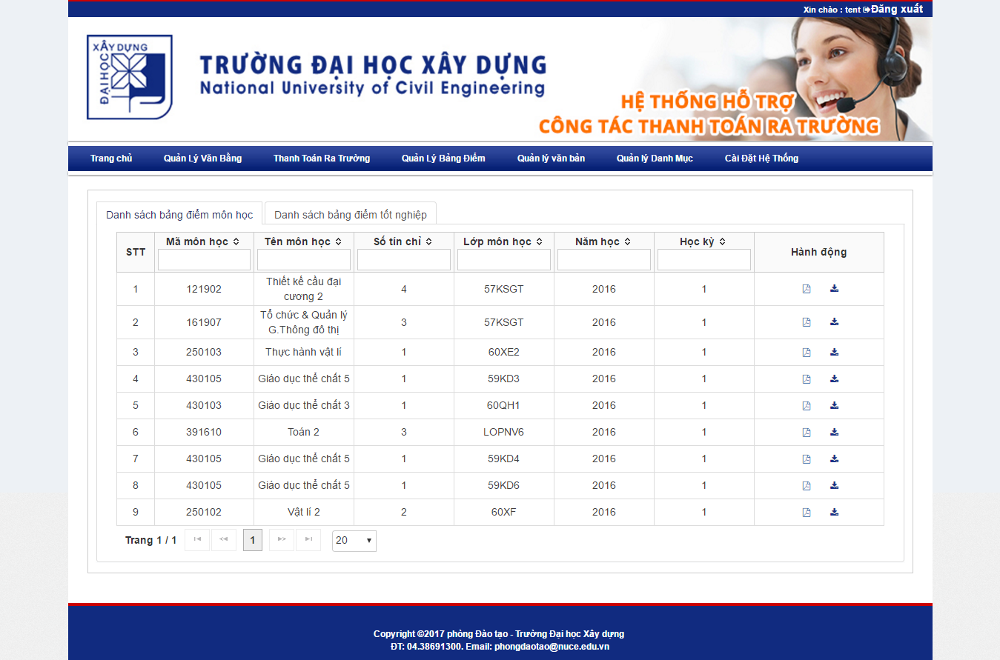 Xin chào : tent Đăng xuất
XÂY DỰNG
ĐẠI HỌC
TRƯỜNG ĐẠI HỌC XÂY DỰNG
National University of Civil Engineering
HỆ THỐNG HỖ TRỢ
CÔNG TÁC THANH TOÁN RA TRƯỜNG
Trang chủ Quản Lý Văn Bằng Thanh Toán Ra Trường Quản Lý Bảng Điểm Quản lý văn bản Quản lý Danh Mục Cài Đặt Hệ Thống
Danh sách bảng điểm môn học Danh sách bảng điểm tốt nghiệp
STT Mã môn học Tên môn học Số tín chỉ Lớp môn học Năm học Học kỳ Hành động
1 121902 Thiết kế cầu đại cương 2 4 57KSGT 2016 1
2 161907 Tổ chức & Quản lý G.Thông đô thị 3 57KSGT 2016 1
3 250103 Thực hành vật lí 1 60XE2 2016 1
4 430105 Giáo dục thể chất 5 1 59KD3 2016 1
5 430103 Giáo dục thể chất 3 1 60QH1 2016 1
6 391610 Toán 2 3 LOPNV6 2016 1
7 430105 Giáo dục thể chất 5 1 59KD4 2016 1
8 430105 Giáo dục thể chất 5 1 59KD6 2016 1
9 250102 Vật lí 2 2 60XF 2016 1
Trang 1 / 1 1 20
Copyright ©2017 phòng Đào tạo - Trường Đại học Xây dựng
ĐT: 04.38691300. Email: phongdaotao@nuce.edu.vn